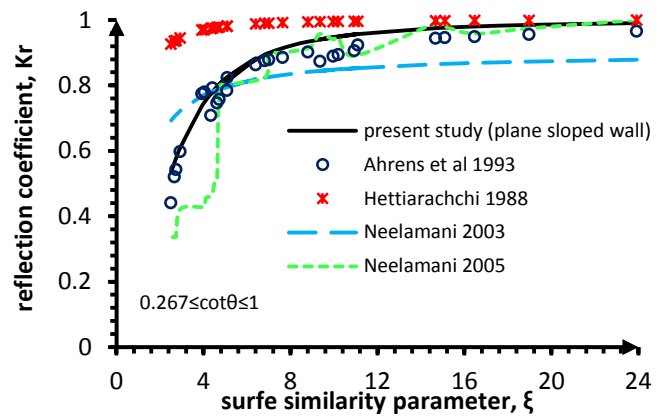 reflection coefficient, Kr
1
0.8
0.6
0.4
0.2
0
present study (plane sloped wall)
Ahrens et al 1993
Hettiarachchi 1988
Neelamani 2003
Neelamani 2005
0.267≤cotθ≤1
0 4 8 12 16 20 24
surfe similarity parameter, ξ